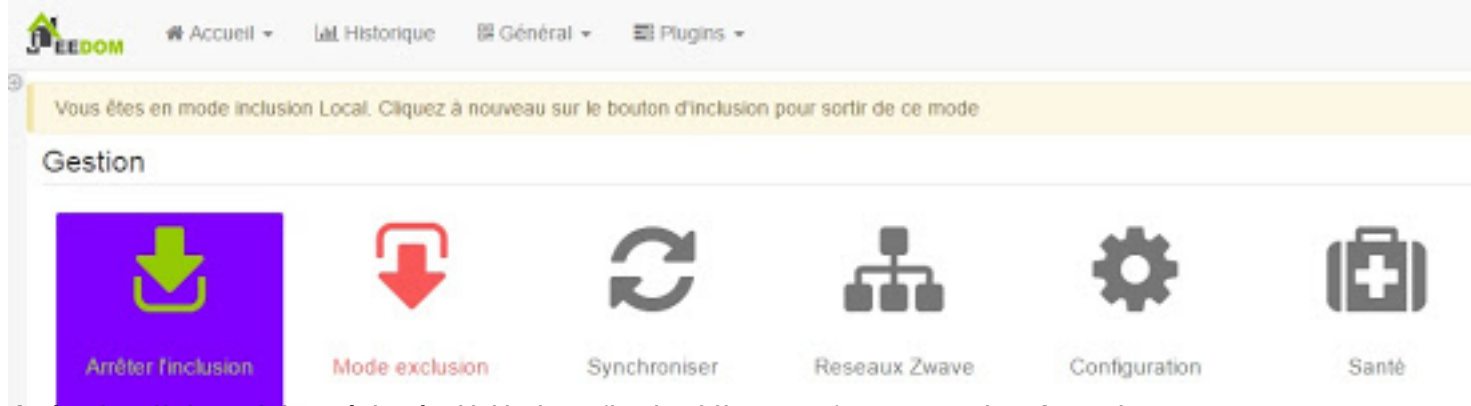 JEEDOM Accueil Historique Général Plugins
Vous êtes en mode inclusion Local. Cliquez à nouveau sur le bouton d'inclusion pour sortir de ce mode
Gestion
Arrêter l'inclusion Mode exclusion Synchroniser Reseaux Zwave Configuration Santé